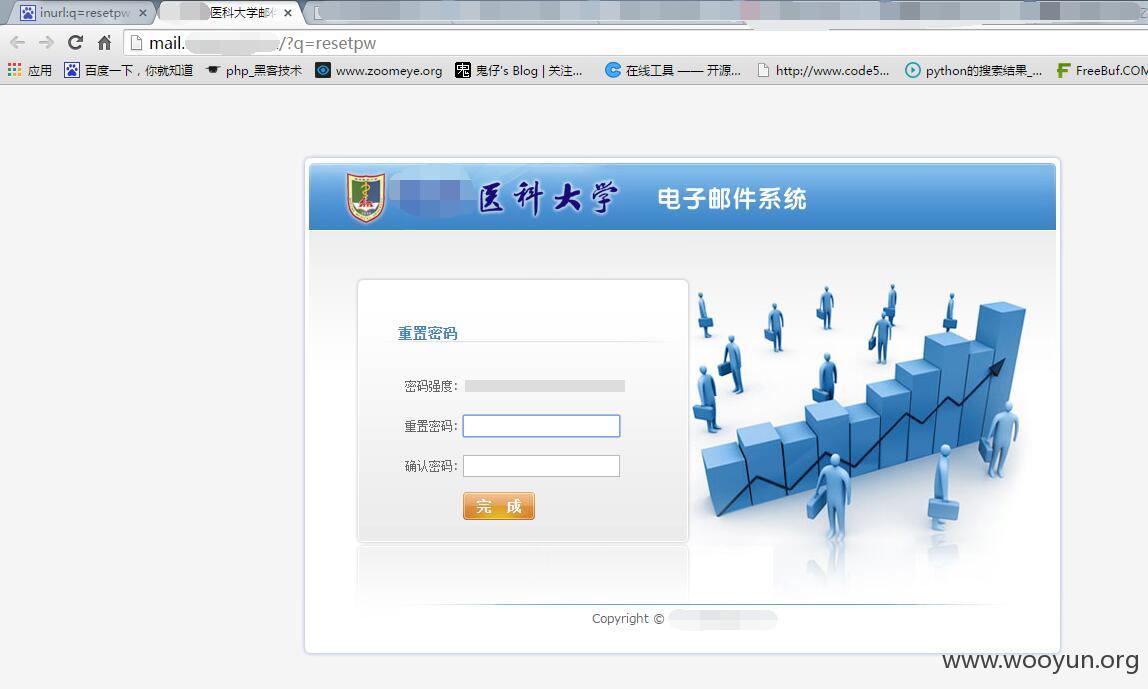 inurl:q=resetpw
医科大学邮
mail.
/?q=resetpw
应用 百度一下，你就知道 php_黑客技术 www.zoomeye.org 鬼仔's Blog | 关注... 在线工具 —— 开源... http://www.code5... python的搜索结果_... FreeBuf.COM
医科大学 电子邮件系统
重置密码
密码强度:
重置密码:
确认密码:
完 成
Copyright ©
www.wooyun.org